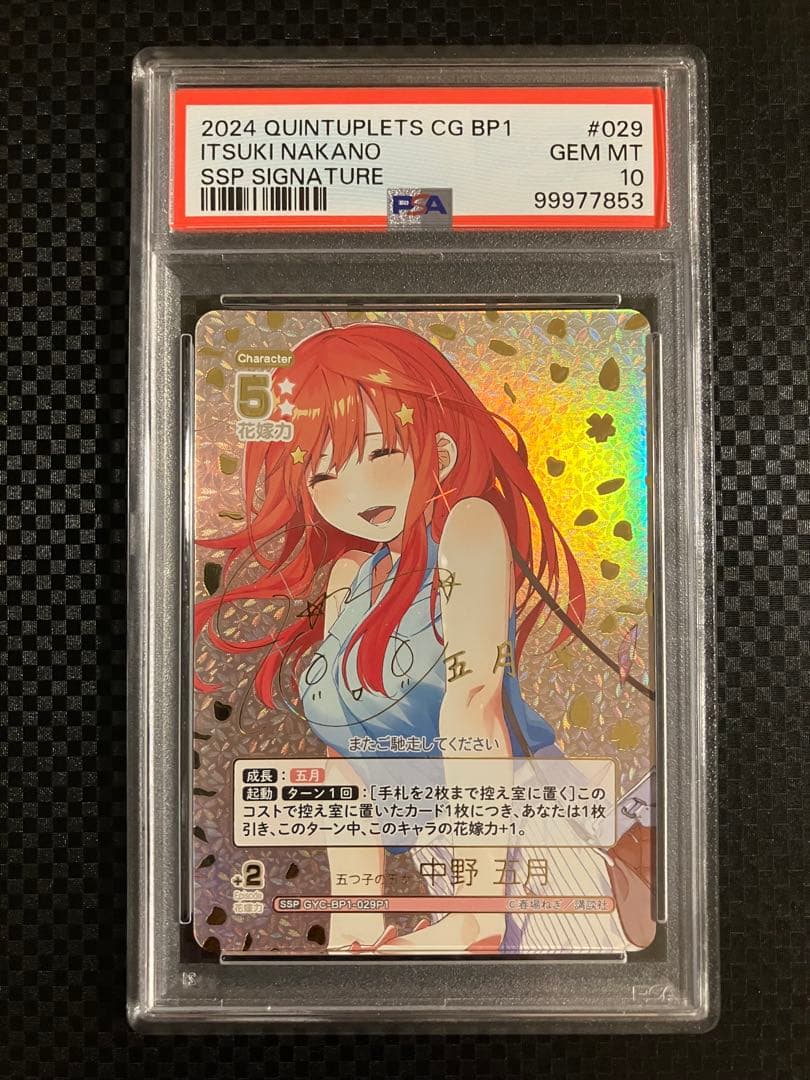 2024 QUINTUPLETS CG BP1 #029
ITSUKI NAKANO GEM MT
SSP SIGNATURE 10
PSA 99977853
Character
5
花嫁力
五月
またご馳走してください
成長:五月
起動 ターン1回:[手札を2枚まで控え室に置く]この
コストで控え室に置いたカード1枚につき、あなたは1枚
引き、このターン中、このキャラの花嫁力+1。
五つ子の 中野 五月
+2
Episode
花嫁力
SSP GYC-BP1-029P1 ©春場ねぎ/講談社
PSA